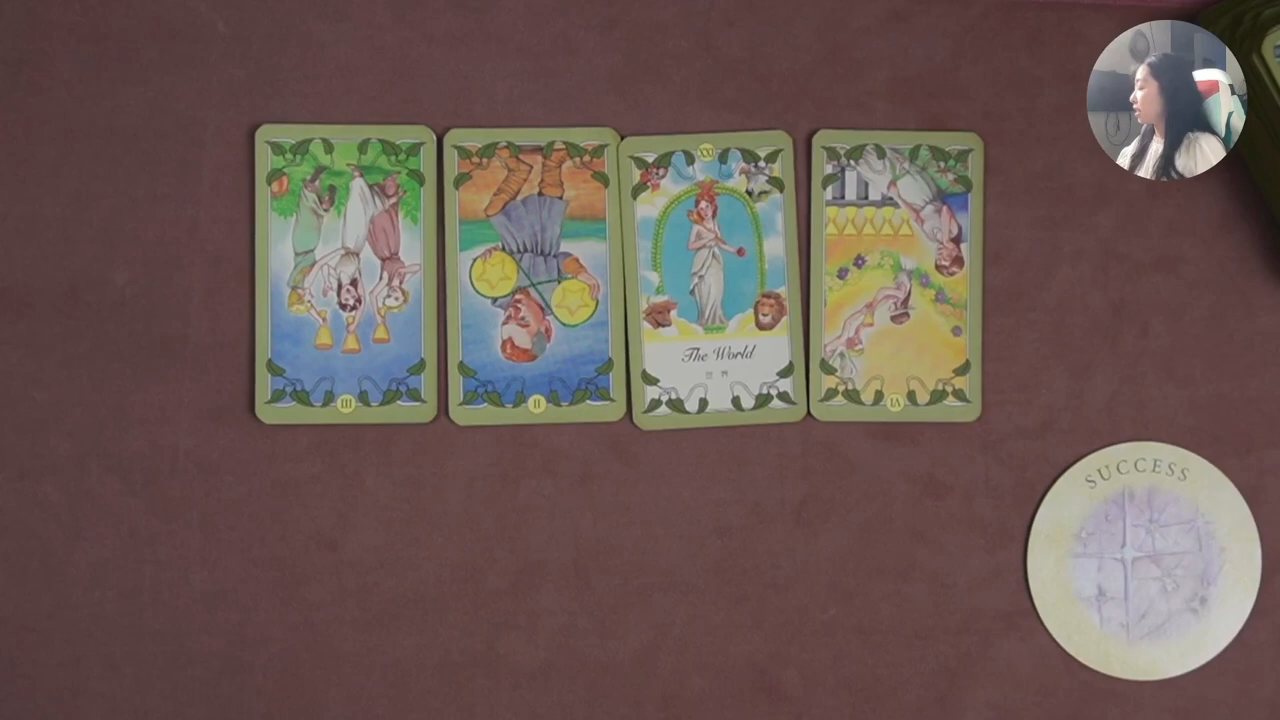 III
II
XXI
The World
世界
VI
SUCCESS